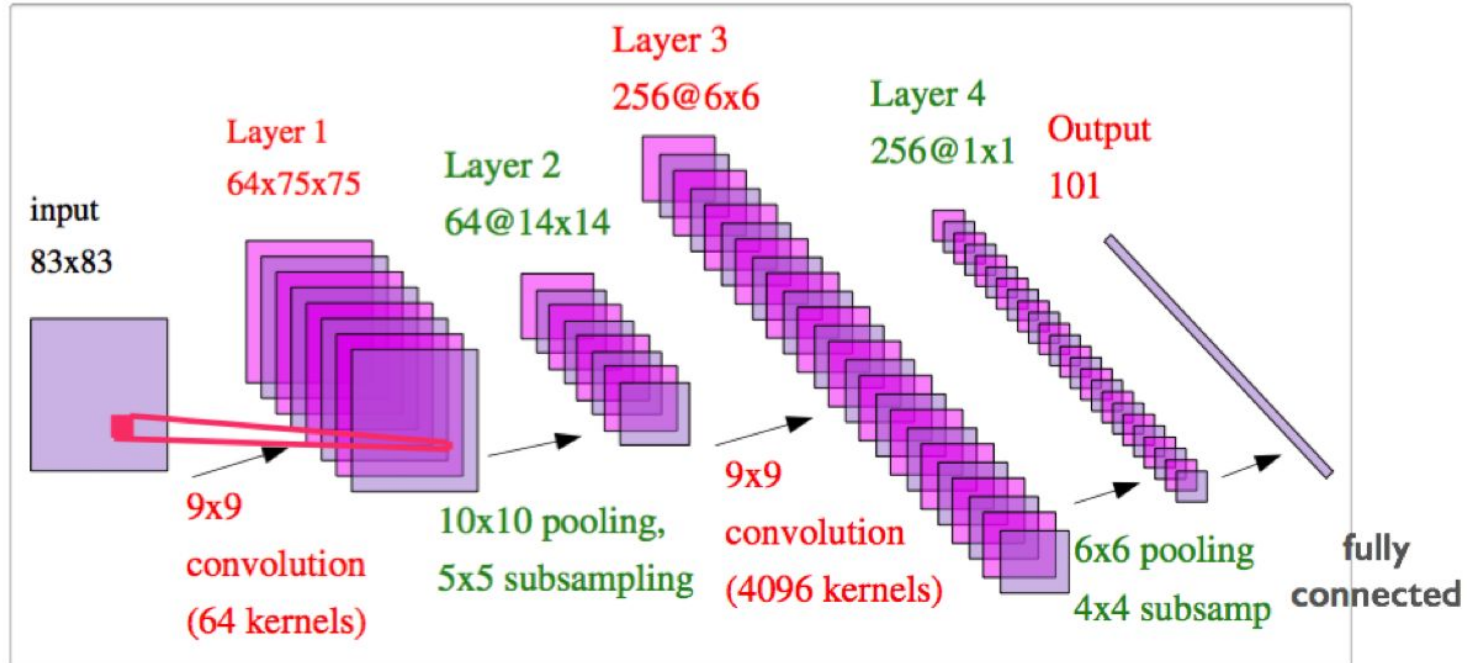 input
83x83
Layer 1
64x75x75
Layer 2
64@14x14
Layer 3
256@6x6
Layer 4
256@1x1
Output
101
9x9
convolution
(64 kernels)
10x10 pooling,
5x5 subsampling
9x9
convolution
(4096 kernels)
6x6 pooling
4x4 subsamp
fully
connected